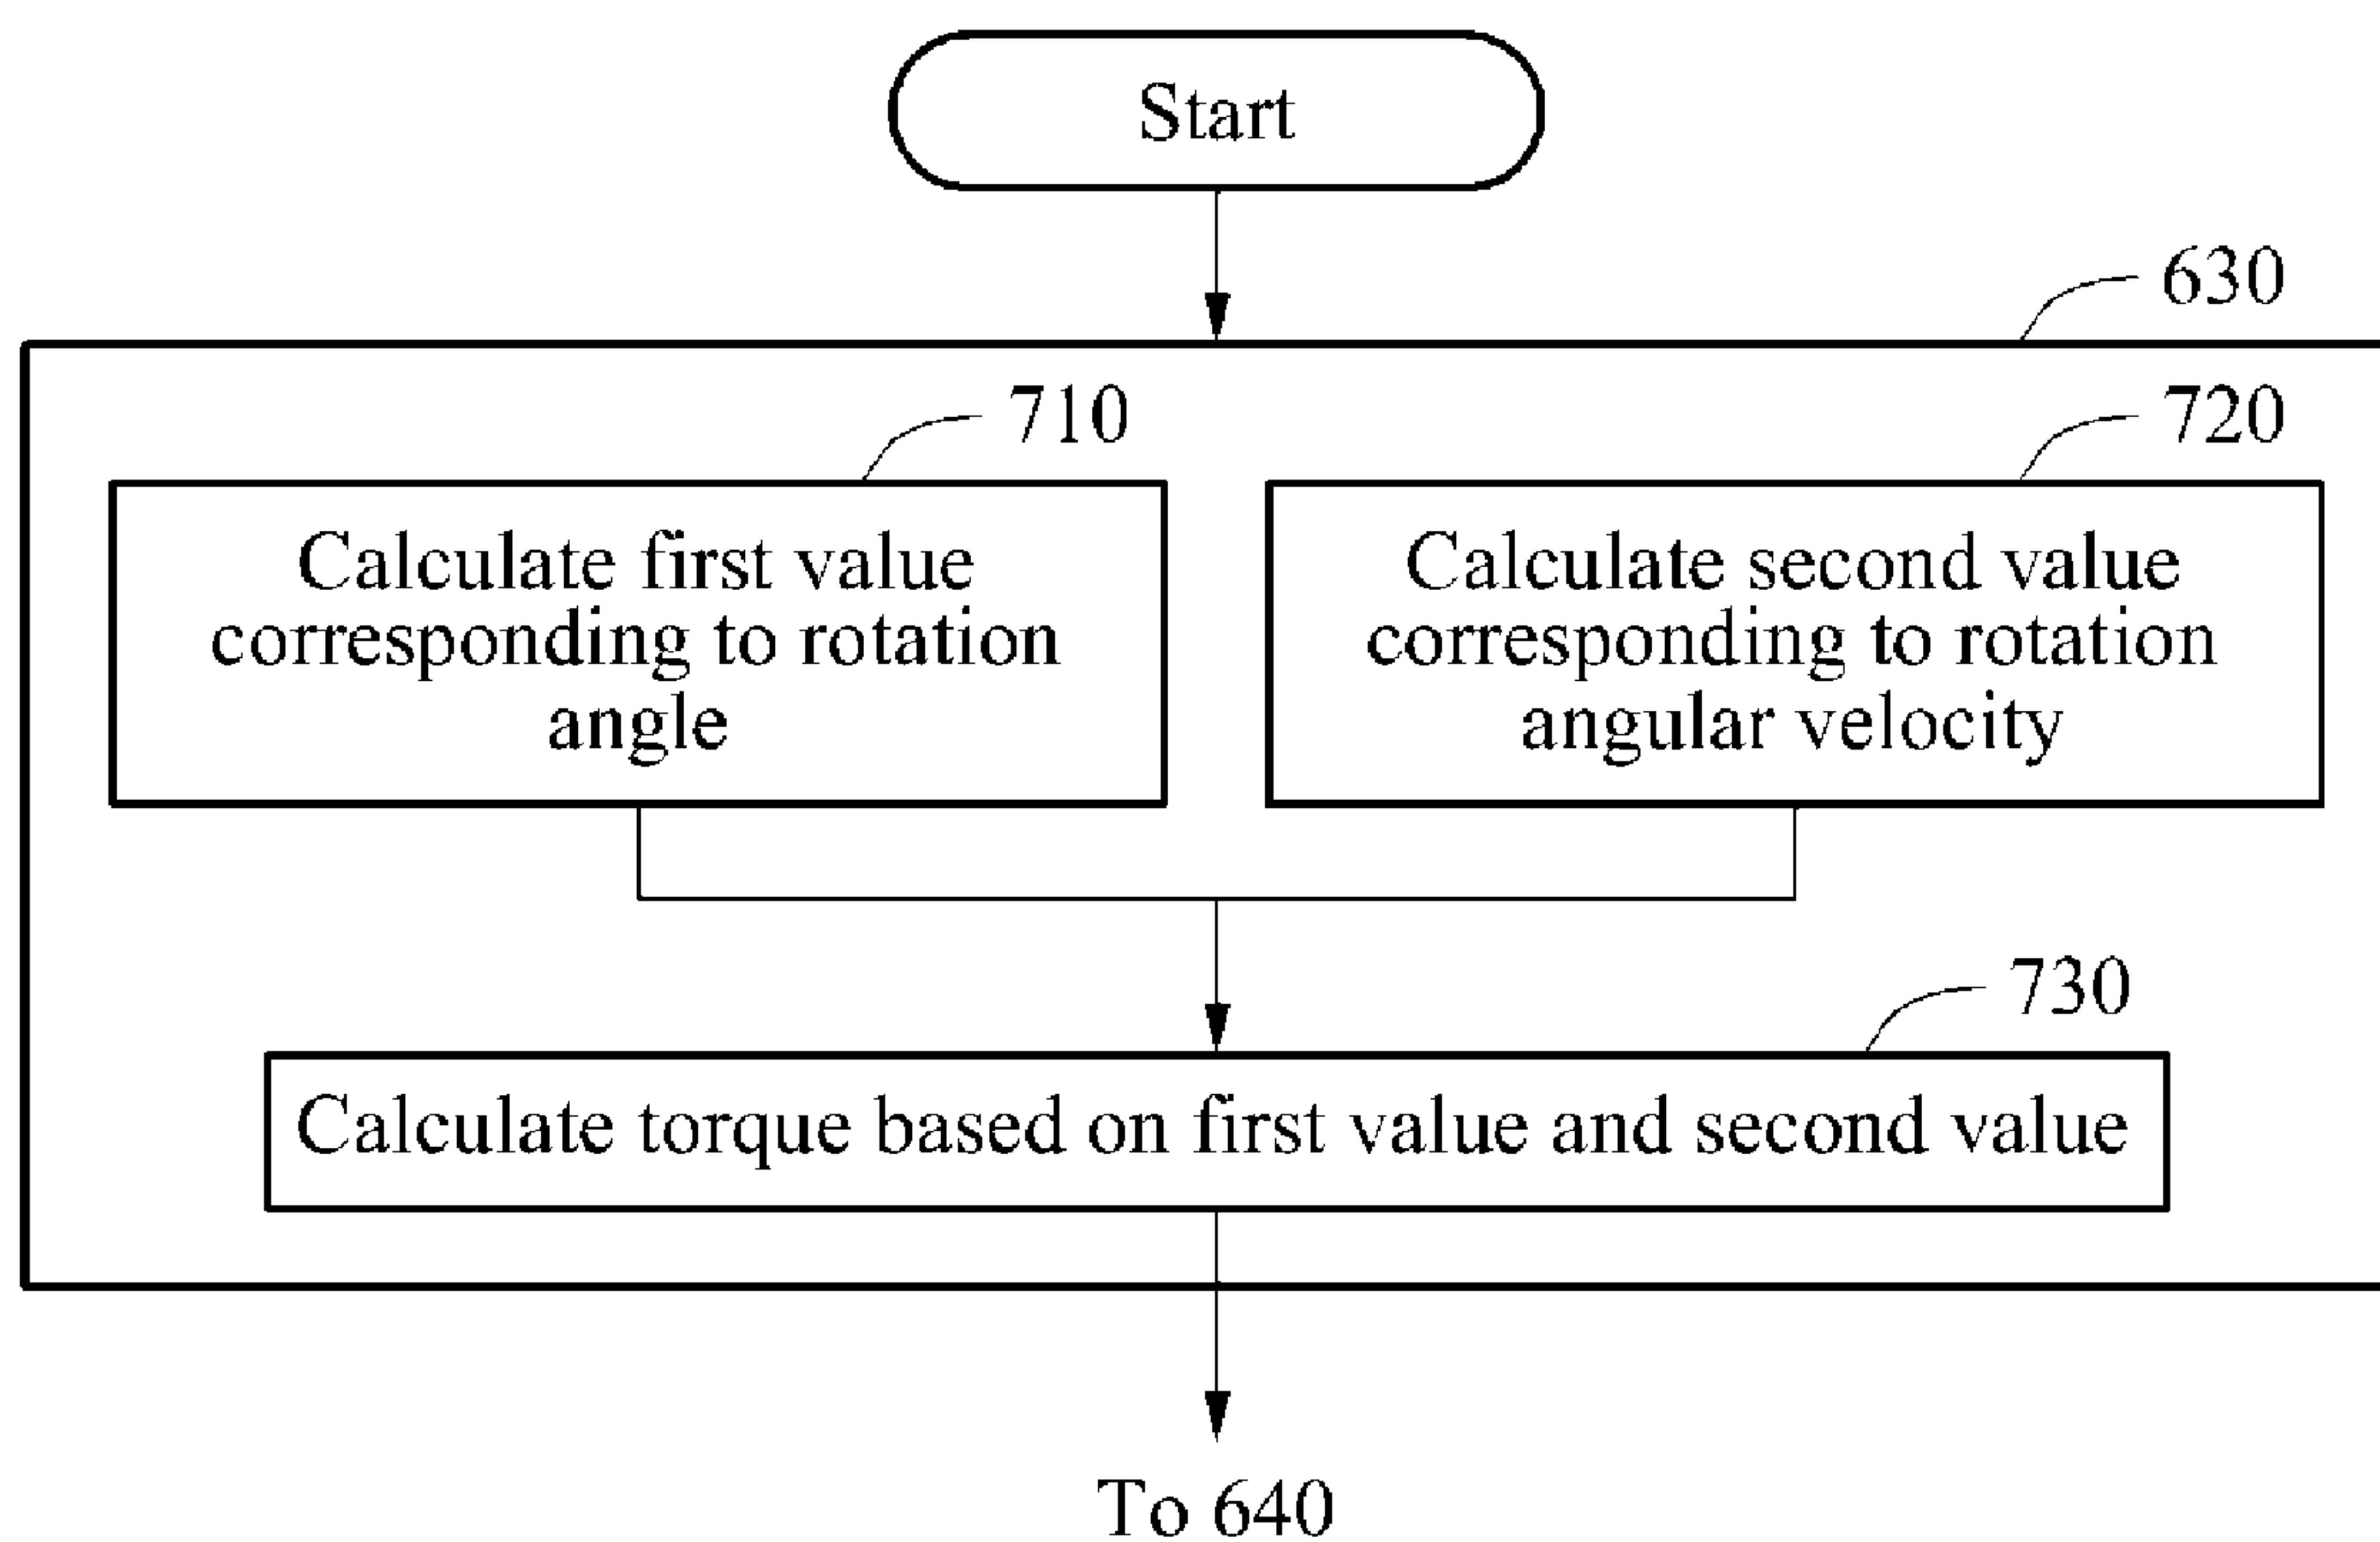 Start
630
710
720
Calculate first value
corresponding to rotation
angle
Calculate second value
corresponding to rotation
angular velocity
730
Calculate torque based on first value and second value
To 640